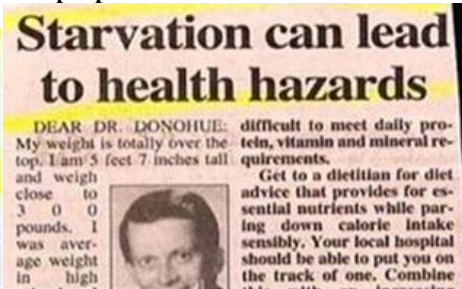 Starvation can lead
to health hazards
DEAR DR. DONOHUE:
My weight is totally over the
top. I am 5 feet 7 inches tall
and weigh
close to
3 0 0
pounds. I
was aver-
age weight
in high
difficult to meet daily pro-
tein, vitamin and mineral re-
quirements.
Get to a dietitian for diet
advice that provides for es-
sential nutrients while par-
ing down calorie intake
sensibly. Your local hospital
should be able to put you on
the track of one. Combine